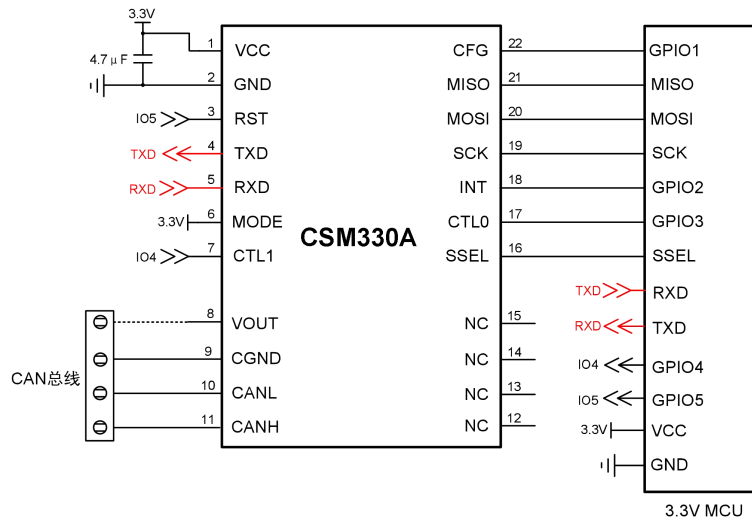 3.3V
4.7μF
1 VCC
2 GND
IO5 3 RST
TXD 4 TXD
RXD 5 RXD
3.3V 6 MODE
IO4 7 CTL1
8 VOUT
9 CGND
10 CANL
11 CANH
CAN总线
CSM330A
CFG 22 GPIO1
MISO 21 MISO
MOSI 20 MOSI
SCK 19 SCK
INT 18 GPIO2
CTL0 17 GPIO3
SSEL 16 SSEL
NC 15
NC 14
NC 13
NC 12
TXD RXD
RXD TXD
IO4 GPIO4
IO5 GPIO5
3.3V VCC
GND
3.3V MCU